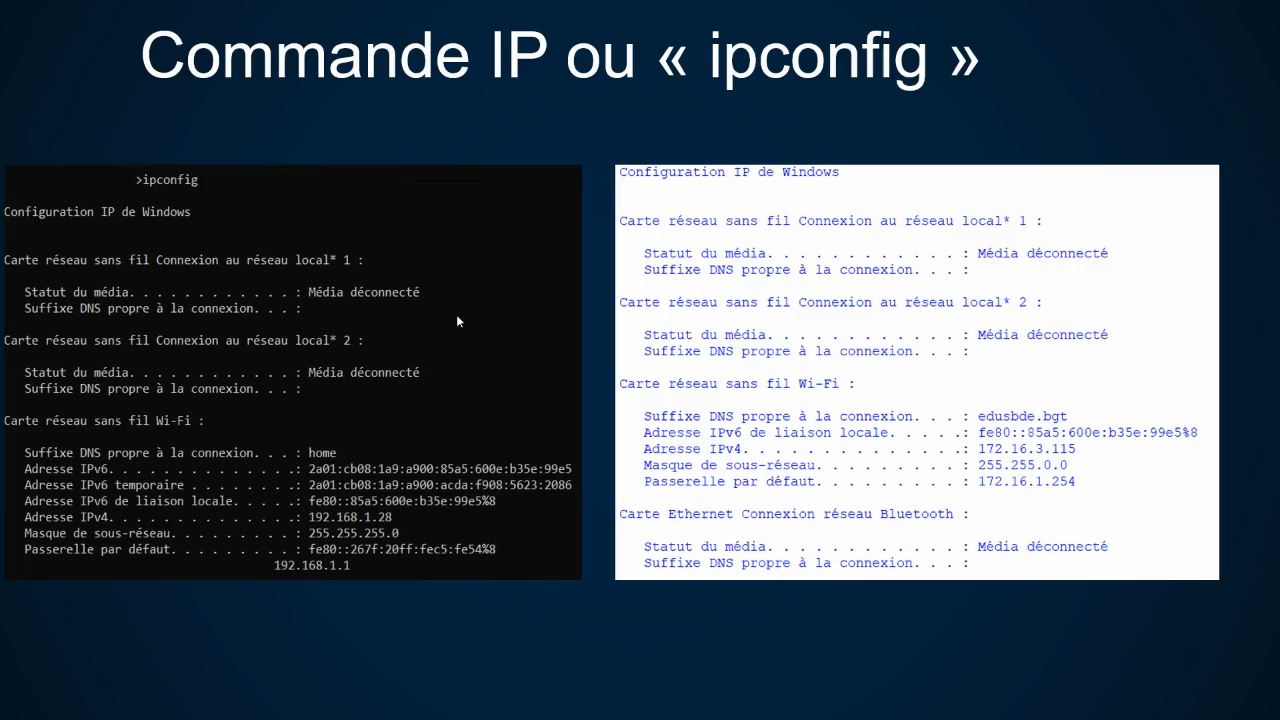 Commande IP ou « ipconfig »
>ipconfig
Configuration IP de Windows
Carte réseau sans fil Connexion au réseau local* 1 :
Statut du média. . . . . . . . . . . . : Média déconnecté
Suffixe DNS propre à la connexion. . . :
Carte réseau sans fil Connexion au réseau local* 2 :
Statut du média. . . . . . . . . . . . : Média déconnecté
Suffixe DNS propre à la connexion. . . :
Carte réseau sans fil Wi-Fi :
Suffixe DNS propre à la connexion. . . : home
Adresse IPv6. . . . . . . . . . . . . .: 2a01:cb08:1a9:a900:85a5:600e:b35e:99e5
Adresse IPv6 temporaire . . . . . . . .: 2a01:cb08:1a9:a900:acda:f908:5623:2086
Adresse IPv6 de liaison locale. . . . .: fe80::85a5:600e:b35e:99e5%8
Adresse IPv4. . . . . . . . . . . . . .: 192.168.1.28
Masque de sous-réseau. . . . . . . . . : 255.255.255.0
Passerelle par défaut. . . . . . . . . : fe80::267f:20ff:fec5:fe54%8
192.168.1.1
Configuration IP de Windows
Carte réseau sans fil Connexion au réseau local* 1 :
Statut du média. . . . . . . . . . . . : Média déconnecté
Suffixe DNS propre à la connexion. . . :
Carte réseau sans fil Connexion au réseau local* 2 :
Statut du média. . . . . . . . . . . . : Média déconnecté
Suffixe DNS propre à la connexion. . . :
Carte réseau sans fil Wi-Fi :
Suffixe DNS propre à la connexion. . . : edusbde.bgt
Adresse IPv6 de liaison locale. . . . .: fe80::85a5:600e:b35e:99e5%8
Adresse IPv4. . . . . . . . . . . . . .: 172.16.3.115
Masque de sous-réseau. . . . . . . . . : 255.255.0.0
Passerelle par défaut. . . . . . . . . : 172.16.1.254
Carte Ethernet Connexion réseau Bluetooth :
Statut du média. . . . . . . . . . . . : Média déconnecté
Suffixe DNS propre à la connexion. . . :